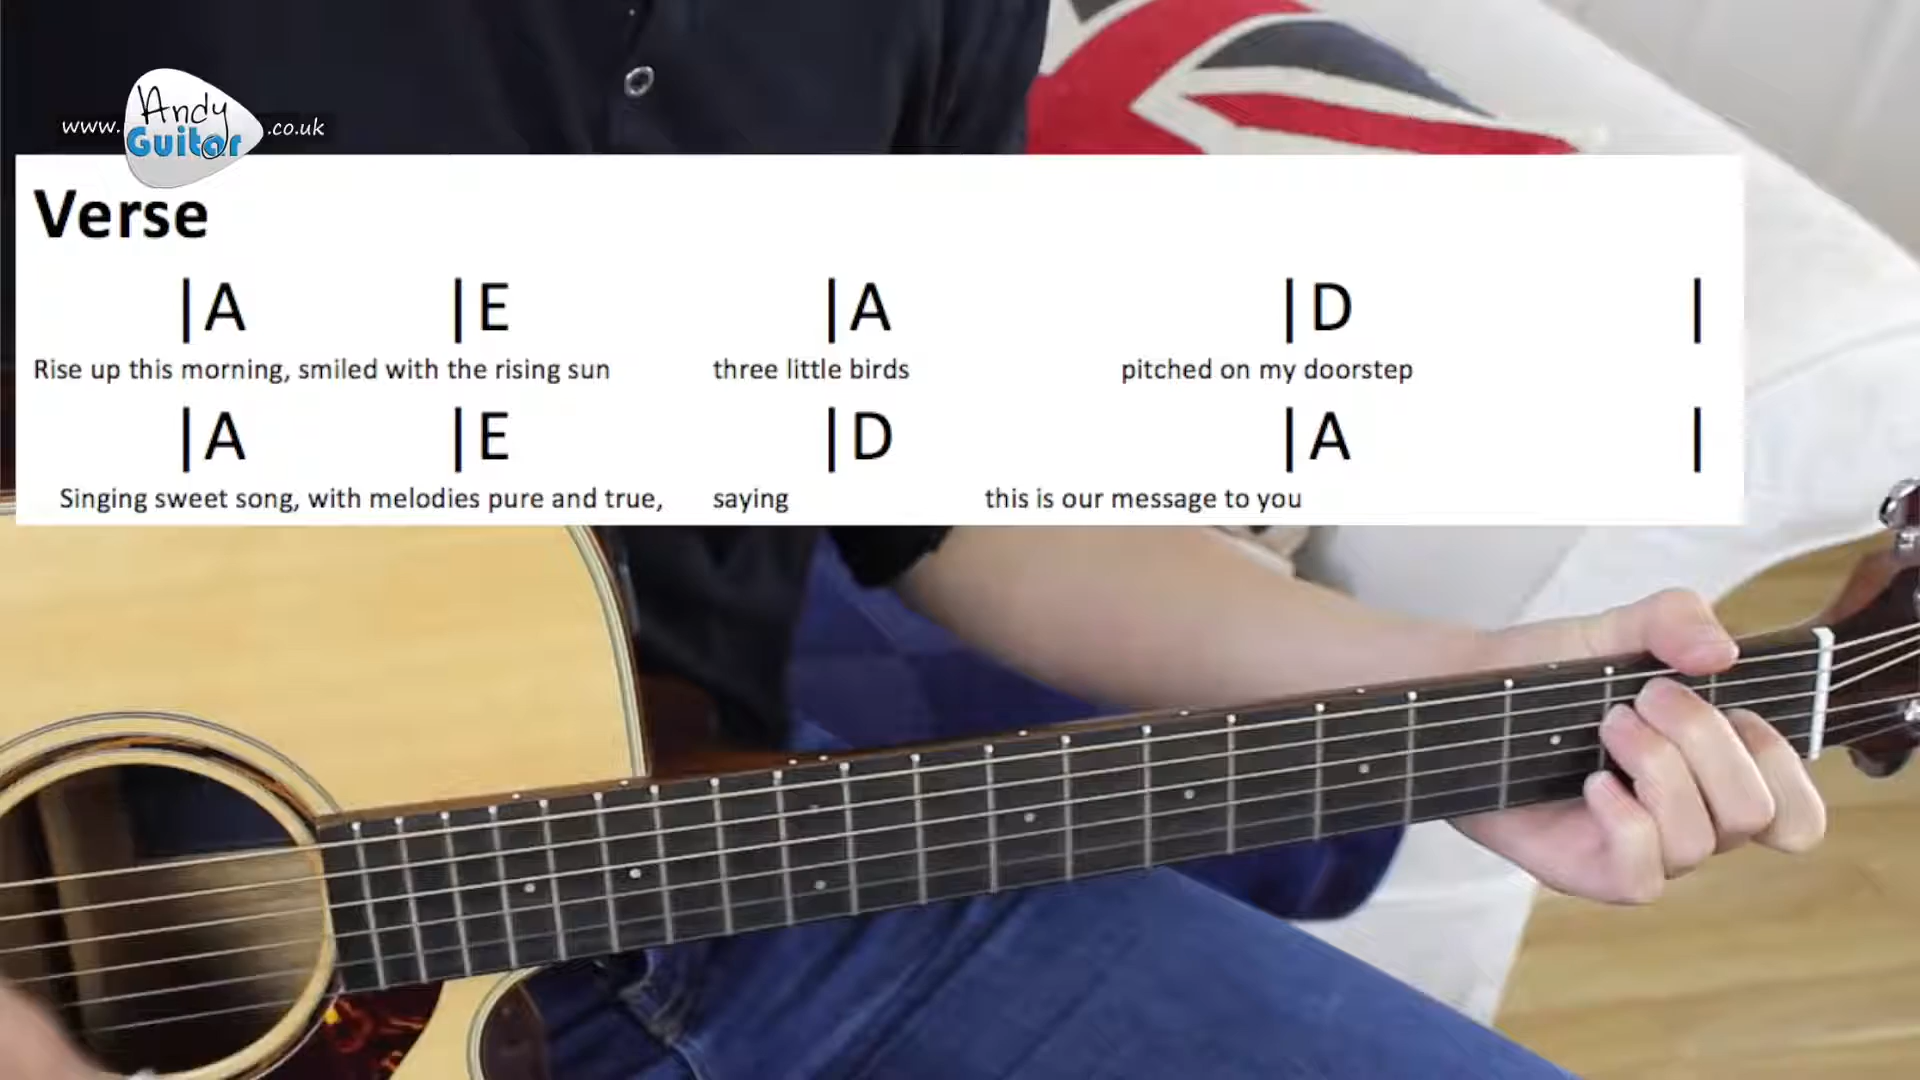 www.Andy Guitar.co.uk
Verse
|A |E |A |D |
Rise up this morning, smiled with the rising sun three little birds pitched on my doorstep
|A |E |D |A |
Singing sweet song, with melodies pure and true, saying this is our message to you